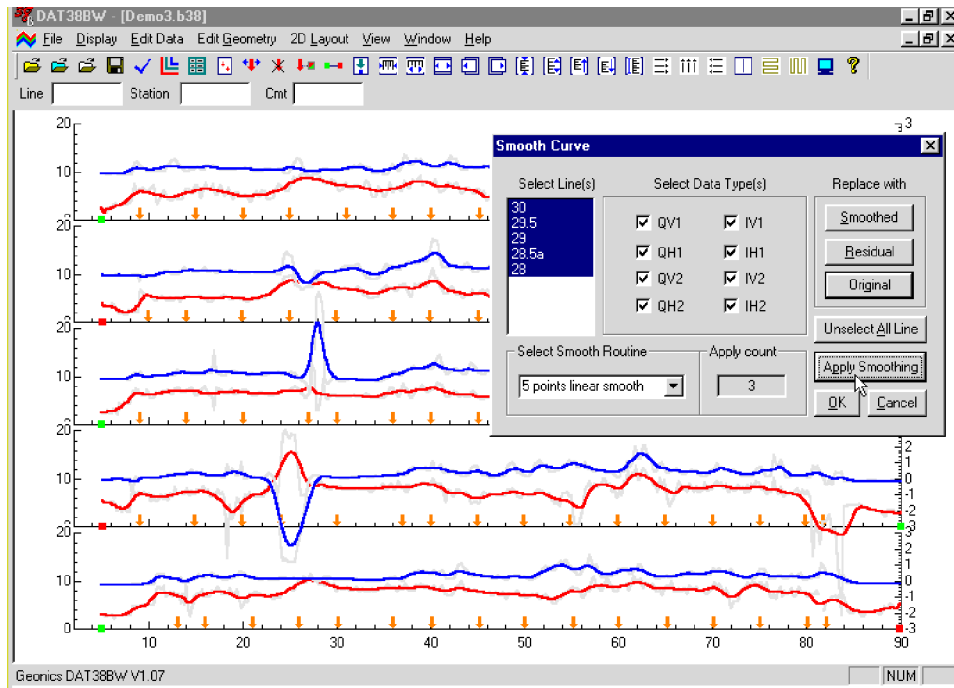 DAT38BW - [Demo3.b38]
File Display Edit Data Edit Geometry 2D Layout View Window Help
Line Station Cmt
20
10
20
10
0
20
10
0
20
10
0
20
10
0
10 20 30 40 50 60 70 80 90
3
2
1
0
-1
-2
-3
3
2
1
0
-1
-2
-3
Smooth Curve
Select Line(s) Select Data Type(s) Replace with
30
29.5
29
28.5a
28
QV1 IV1
QH1 IH1
QV2 IV2
QH2 IH2
Smoothed
Residual
Original
Unselect All Line
Select Smooth Routine Apply count
5 points linear smooth 3
Apply Smoothing
OK Cancel
Geonics DAT38BW V1.07 NUM